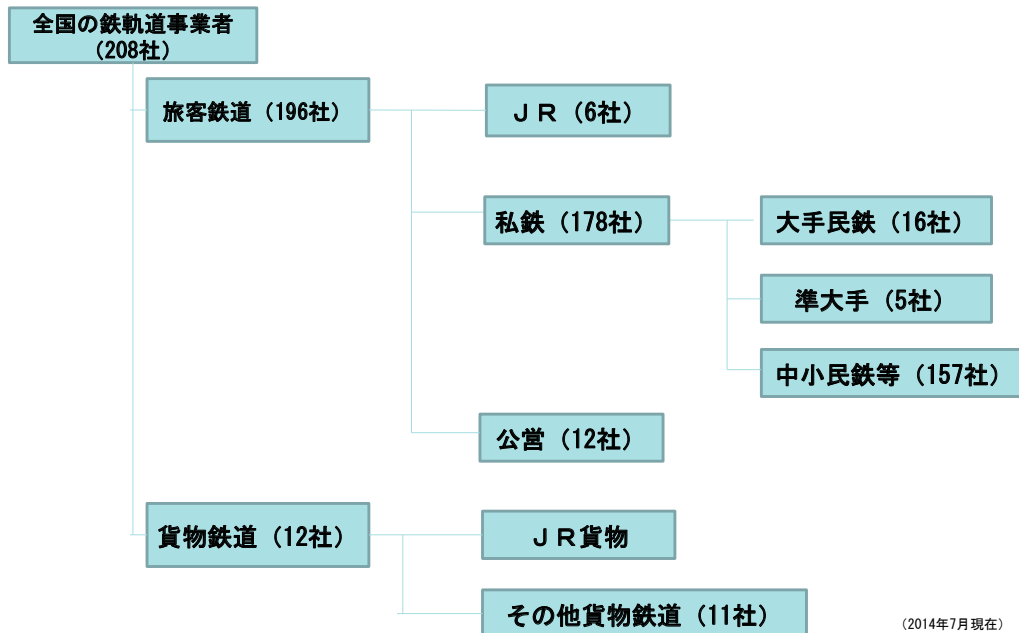 全国の鉄軌道事業者
（208社）
旅客鉄道（196社）
ＪＲ（6社）
私鉄（178社）
大手民鉄（16社）
準大手（5社）
中小民鉄等（157社）
公営（12社）
貨物鉄道（12社）
ＪＲ貨物
その他貨物鉄道（11社）
（2014年7月現在）